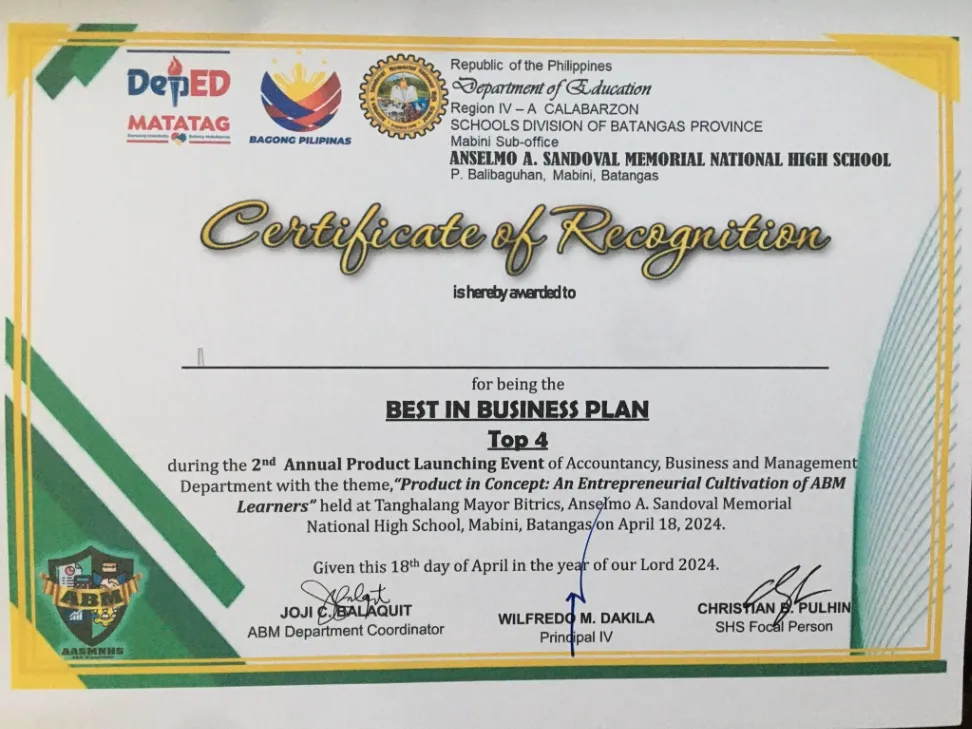 DepED
MATATAG
BAGONG PILIPINAS
Republic of the Philippines
Department of Education
Region IV – A CALABARZON
SCHOOLS DIVISION OF BATANGAS PROVINCE
Mabini Sub-office
ANSELMO A. SANDOVAL MEMORIAL NATIONAL HIGH SCHOOL
P. Balibaguhan, Mabini, Batangas
Certificate of Recognition
is hereby awarded to
for being the
BEST IN BUSINESS PLAN
Top 4
during the 2nd Annual Product Launching Event of Accountancy, Business and Management
Department with the theme,"Product in Concept: An Entrepreneurial Cultivation of ABM
Learners" held at Tanghalang Mayor Bitrics, Anselmo A. Sandoval Memorial
National High School, Mabini, Batangas on April 18, 2024.
Given this 18th day of April in the year of our Lord 2024.
JOJI C. BALAQUIT
ABM Department Coordinator
WILFREDO M. DAKILA
Principal IV
CHRISTIAN B. PULHIN
SHS Focal Person
ABM
AASMNHS